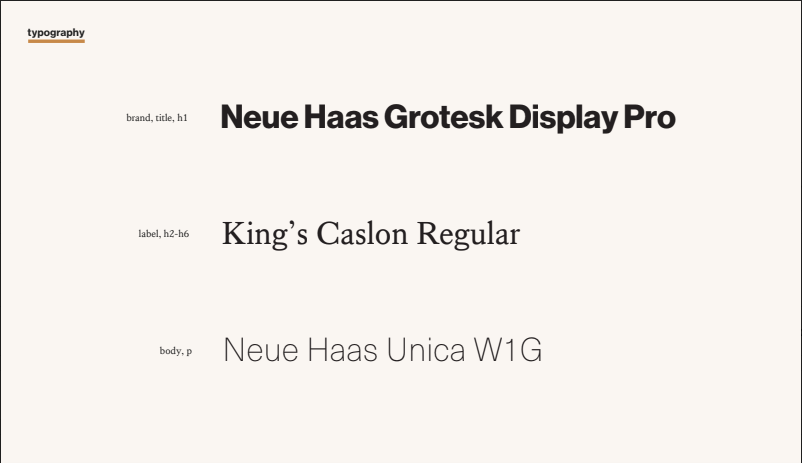 typography
brand, title, h1
Neue Haas Grotesk Display Pro
label, h2-h6
King’s Caslon Regular
body, p
Neue Haas Unica W1G